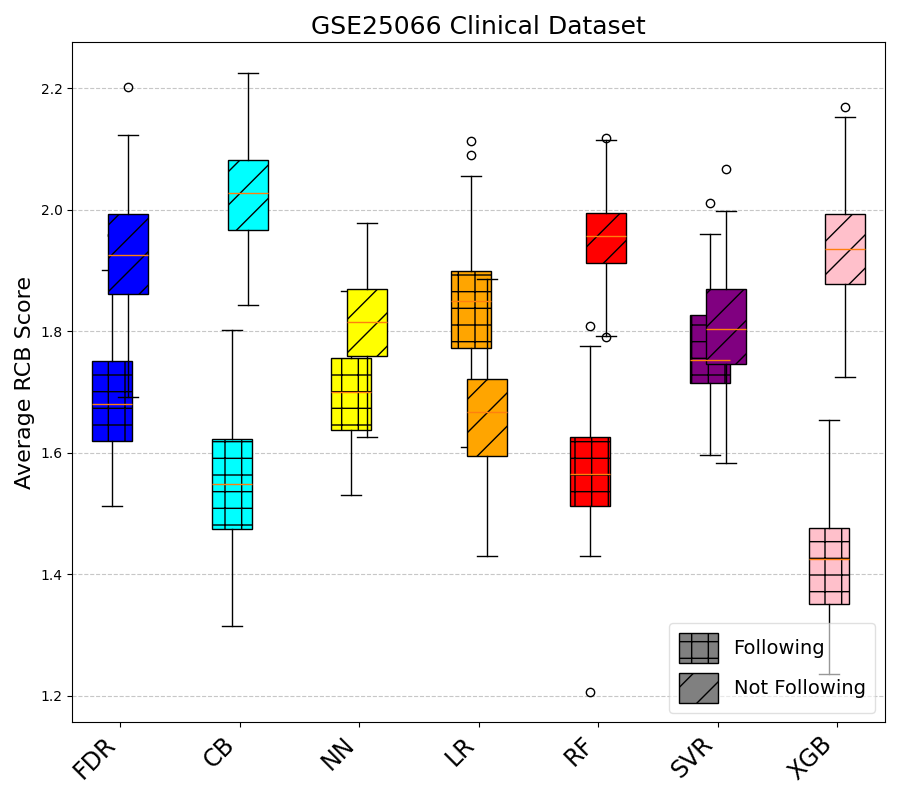 GSE25066 Clinical Dataset
Average RCB Score
2.2
2.0
1.8
1.6
1.4
1.2
FDR
CB
NN
LR
RF
SVR
XGB
Following
Not Following